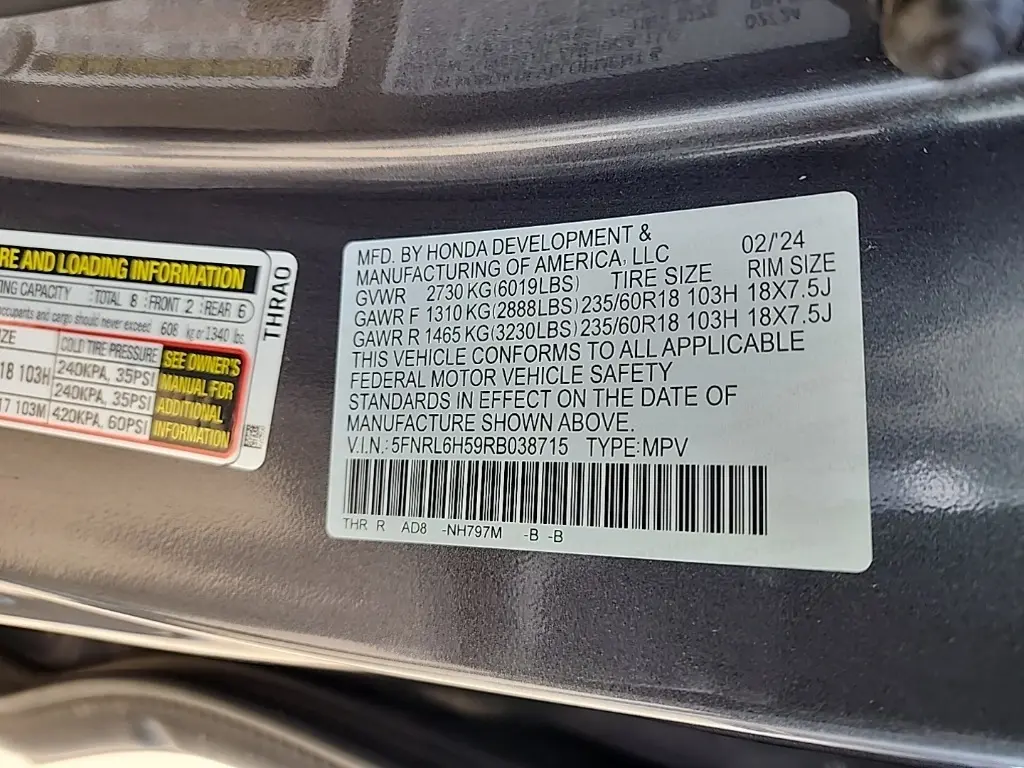 RE AND LOADING INFORMATION
ING CAPACITY TOTAL 8 FRONT 2 REAR 6
occupants and cargo should never exceed 608 kg or 1340 lbs.
ZE COLD TIRE PRESSURE
18 103H 240KPA, 35PSI
240KPA, 35PSI
17 103M 420KPA, 60PSI
SEE OWNER'S
MANUAL FOR
ADDITIONAL
INFORMATION
THRA0
MFD. BY HONDA DEVELOPMENT & 02/'24
MANUFACTURING OF AMERICA, LLC
GVWR 2730 KG(6019LBS) TIRE SIZE RIM SIZE
GAWR F 1310 KG(2888LBS) 235/60R18 103H 18X7.5J
GAWR R 1465 KG(3230LBS) 235/60R18 103H 18X7.5J
THIS VEHICLE CONFORMS TO ALL APPLICABLE
FEDERAL MOTOR VEHICLE SAFETY
STANDARDS IN EFFECT ON THE DATE OF
MANUFACTURE SHOWN ABOVE.
V.I.N.: 5FNRL6H59RB038715 TYPE:MPV
THR R AD8 -NH797M -B -B